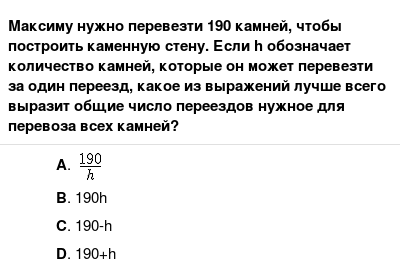 Максиму нужно перевезти 190 камней, чтобы
построить каменную стену. Если h обозначает
количество камней, которые он может перевезти
за один переезд, какое из выражений лучше всего
выразит общие число переездов нужное для
перевоза всех камней?
A. \frac{190}{h}
B. 190h
C. 190-h
D. 190+h